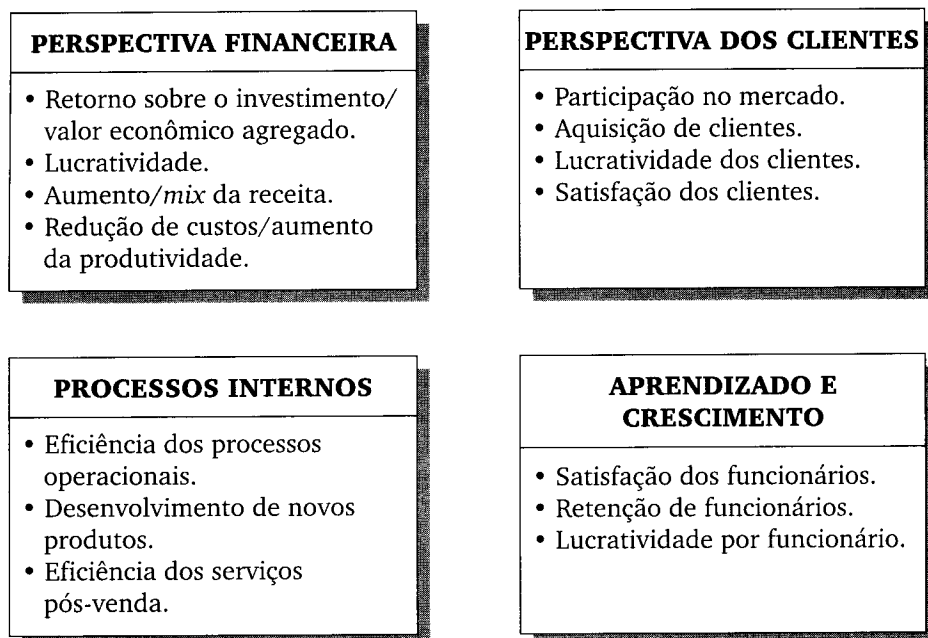 PERSPECTIVA FINANCEIRA
• Retorno sobre o investimento/
valor econômico agregado.
• Lucratividade.
• Aumento/mix da receita.
• Redução de custos/aumento
da produtividade.
PERSPECTIVA DOS CLIENTES
• Participação no mercado.
• Aquisição de clientes.
• Lucratividade dos clientes.
• Satisfação dos clientes.
PROCESSOS INTERNOS
• Eficiência dos processos
operacionais.
• Desenvolvimento de novos
produtos.
• Eficiência dos serviços
pós-venda.
APRENDIZADO E
CRESCIMENTO
• Satisfação dos funcionários.
• Retenção de funcionários.
• Lucratividade por funcionário.